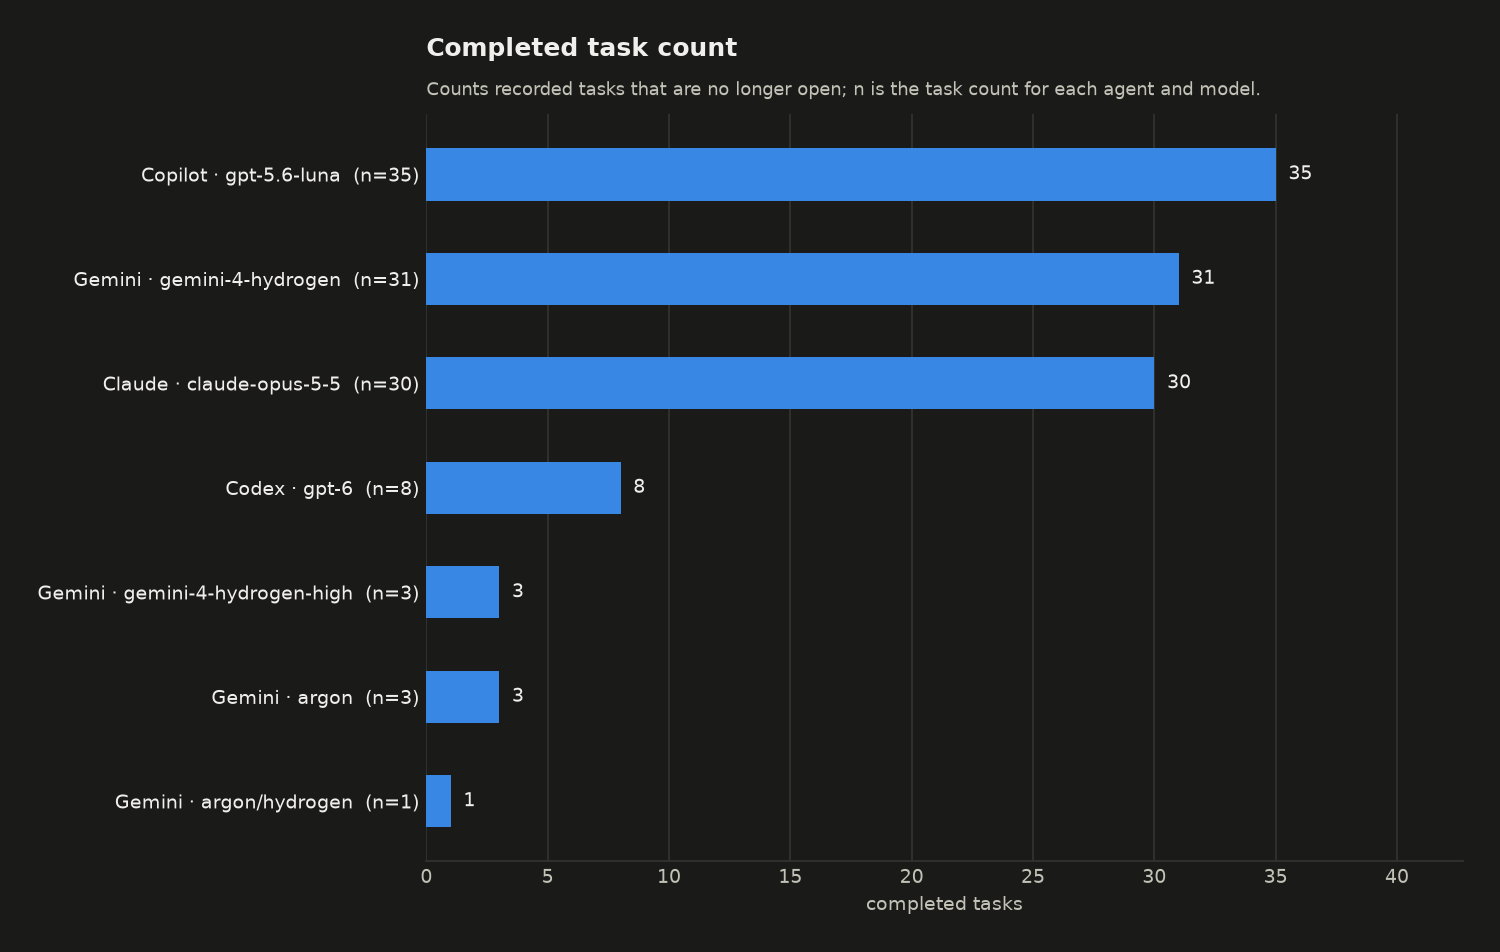 Completed task count
Counts recorded tasks that are no longer open; n is the task count for each agent and model.
Copilot · gpt-5.6-luna (n=35) 35
Gemini · gemini-4-hydrogen (n=31) 31
Claude · claude-opus-5-5 (n=30) 30
Codex · gpt-6 (n=8) 8
Gemini · gemini-4-hydrogen-high (n=3) 3
Gemini · argon (n=3) 3
Gemini · argon/hydrogen (n=1) 1
0 5 10 15 20 25 30 35 40
completed tasks